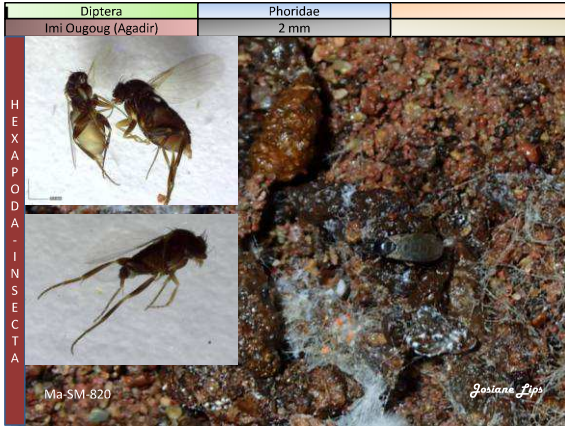 Diptera
Phoridae
Imi Ougoug (Agadir)
2 mm
HEXAPODA-INSECTA
Ma-SM-820
Josiane Lips